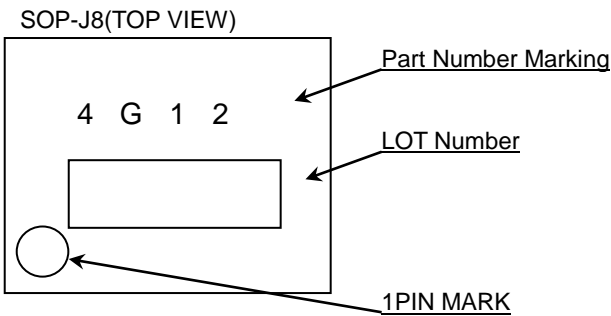 SOP-J8(TOP VIEW)
Part Number Marking
4 G 1 2
LOT Number
1PIN MARK